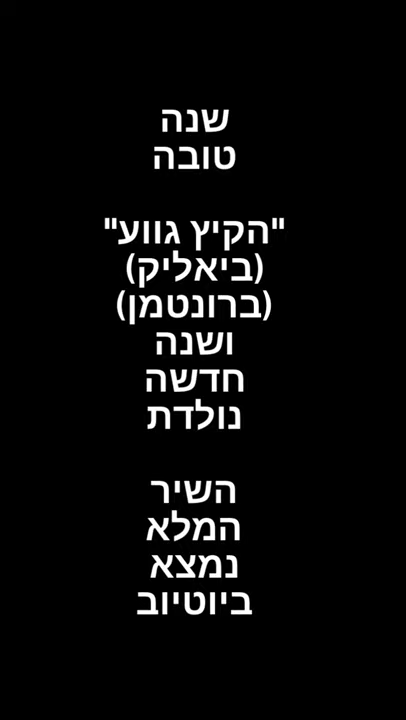 שנה
טובה
"הקיץ גווע"
(ביאליק)
(ברונטמן)
ושנה
חדשה
נולדת
השיר
המלא
נמצא
ביוטיוב